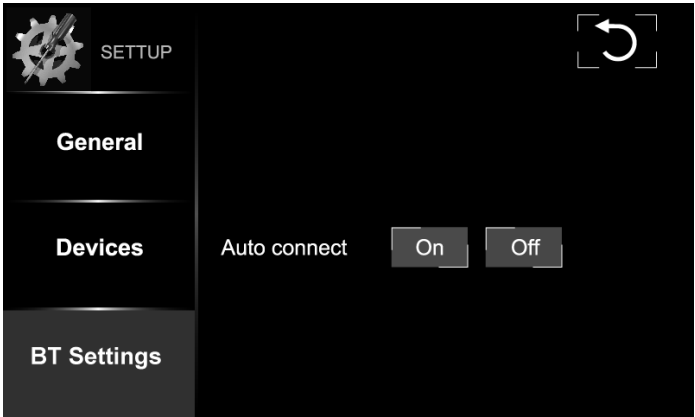 SETTUP
General
Devices
Auto connect On Off
BT Settings